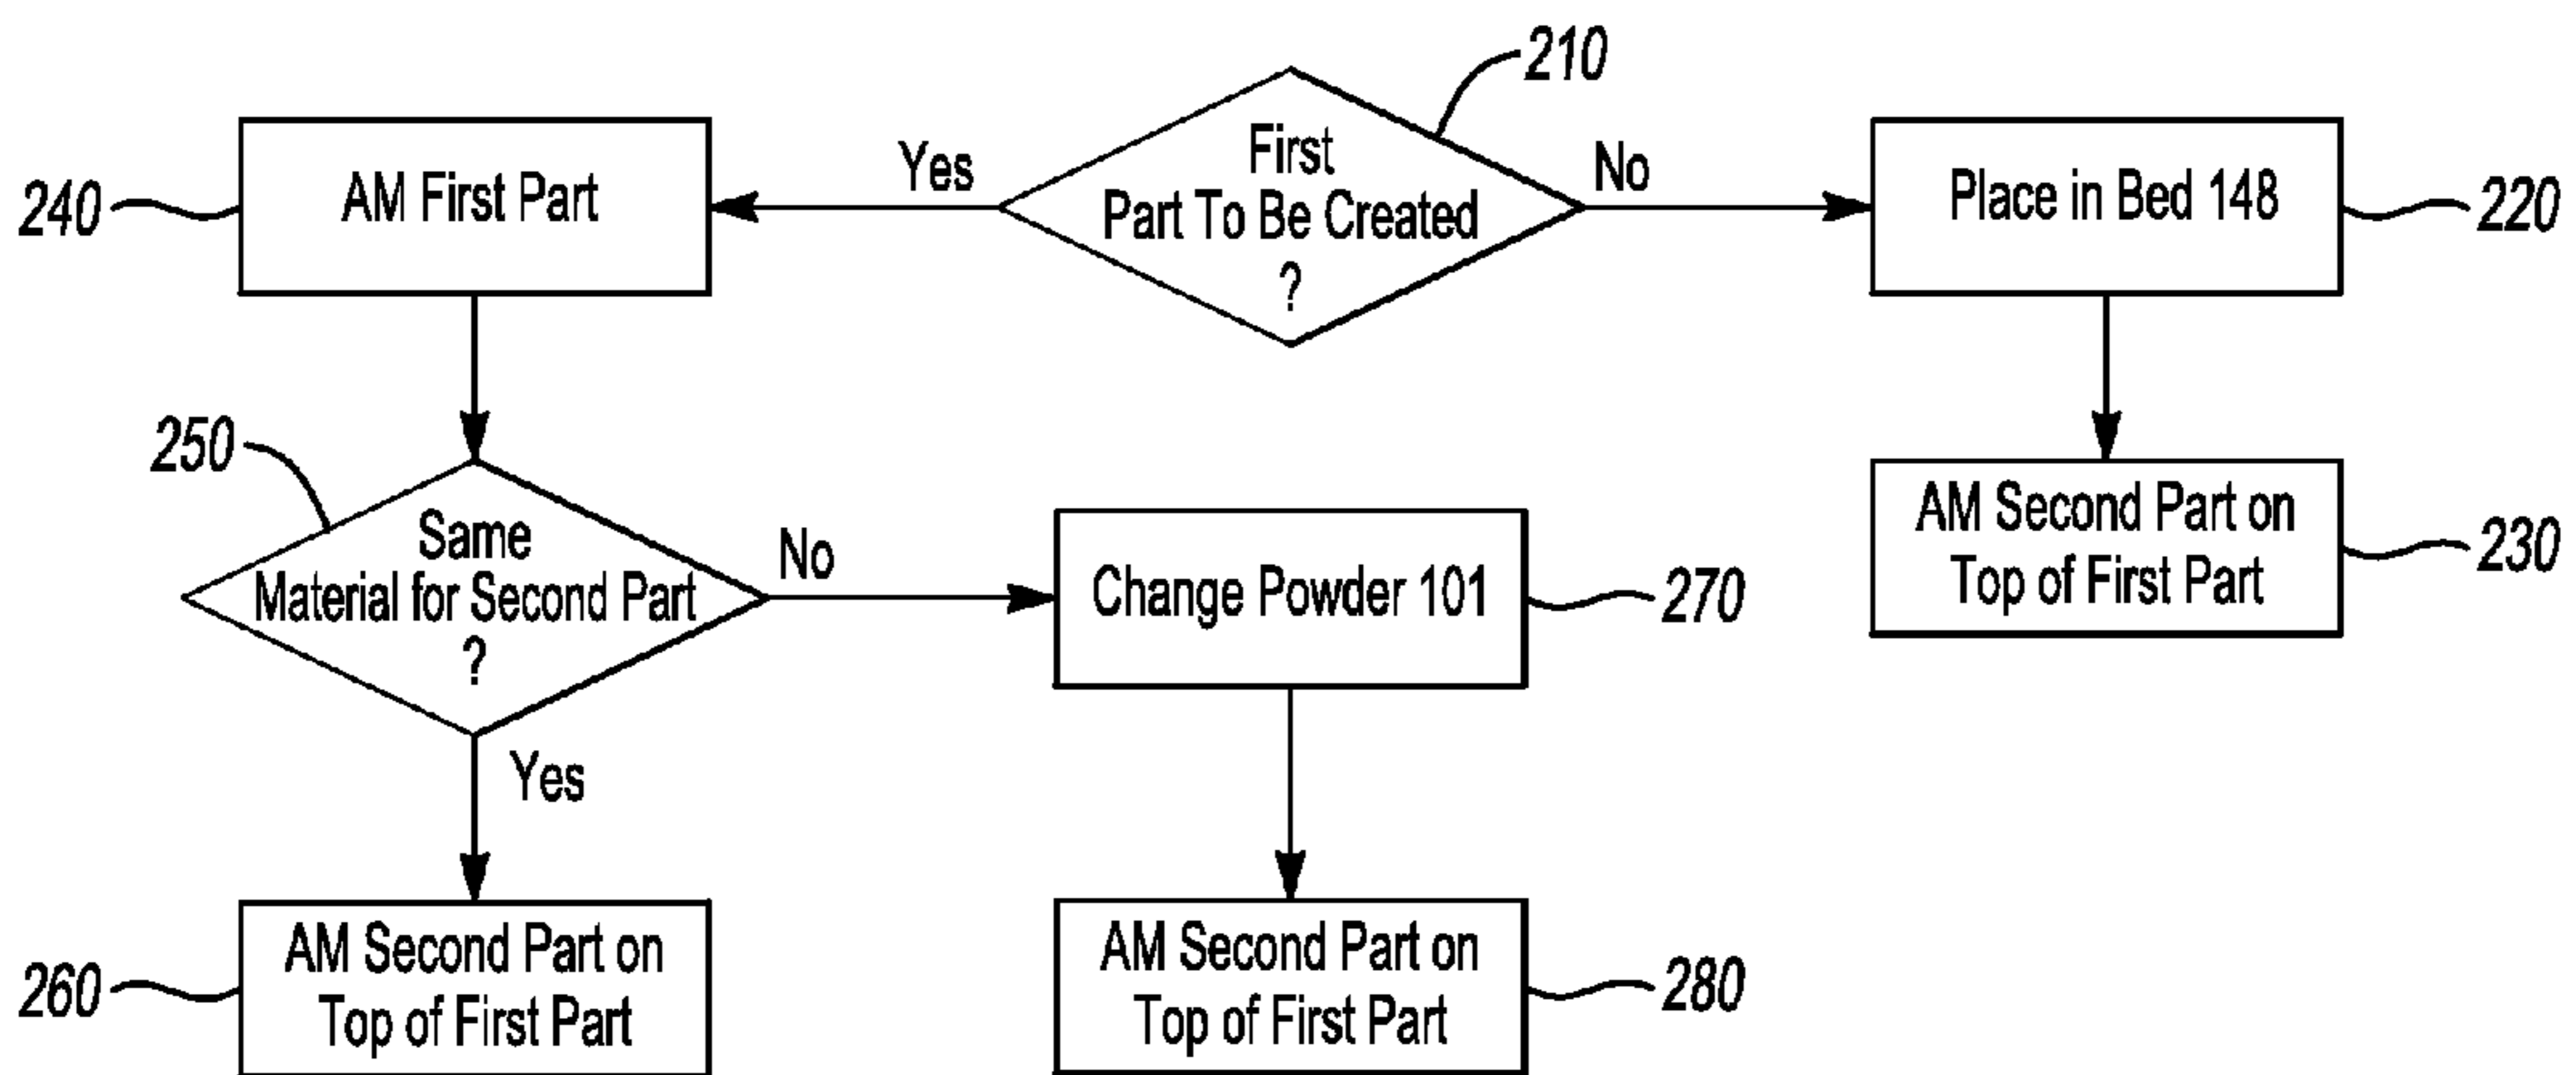 210
First
Part To Be Created
?
Yes
No
240
AM First Part
Place in Bed 148
220
250
Same
Material for Second Part
?
No
Yes
Change Powder 101
270
AM Second Part on
Top of First Part
230
260
AM Second Part on
Top of First Part
AM Second Part on
Top of First Part
280